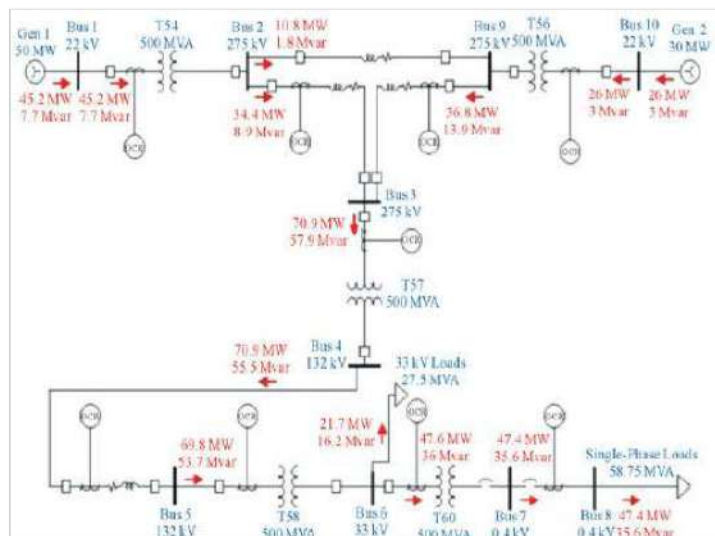 Gen 1
50 MW
Bus 1
22 kV
T54
500 MVA
Bus 2
275 kV
10.8 MW
1.8 Mvar
Bus 9
275 kV
T56
500 MVA
Bus 10
22 kV
Gen 2
30 MW
45.2 MW
7.7 Mvar
45.2 MW
7.7 Mvar
34.4 MW
8.9 Mvar
36.8 MW
13.9 Mvar
26 MW
3 Mvar
26 MW
3 Mvar
OCR
OCR
OCR
OCR
Bus 3
275 kV
70.9 MW
57.9 Mvar
OCR
T57
500 MVA
Bus 4
132 kV
70.9 MW
55.5 Mvar
33 kV Loads
27.5 MVA
OCR
OCR
OCR
OCR
69.8 MW
53.7 Mvar
21.7 MW
16.2 Mvar
47.6 MW
36 Mvar
47.4 MW
35.6 Mvar
Single-Phase Loads
58.75 MVA
Bus 5
132 kV
T58
500 MVA
Bus 6
33 kV
T60
500 MVA
Bus 7
0.4 kV
Bus 8
0.4 kV
47.4 MW
35.6 Mvar